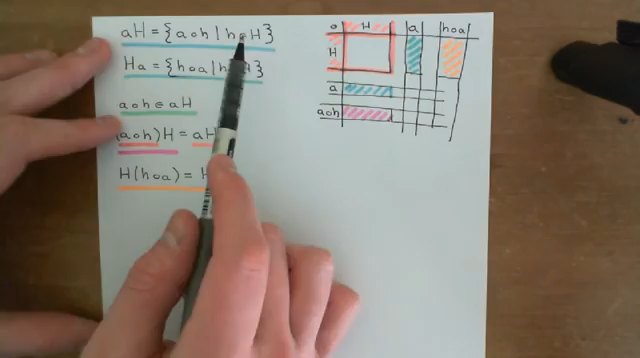 aH = {a∘h | h∈H}
Ha = {h∘a | h∈H}
a∘h ∈ aH
(a∘h)H = aH
H(h∘a) = H
∘ H a h∘a
H
a
a∘h